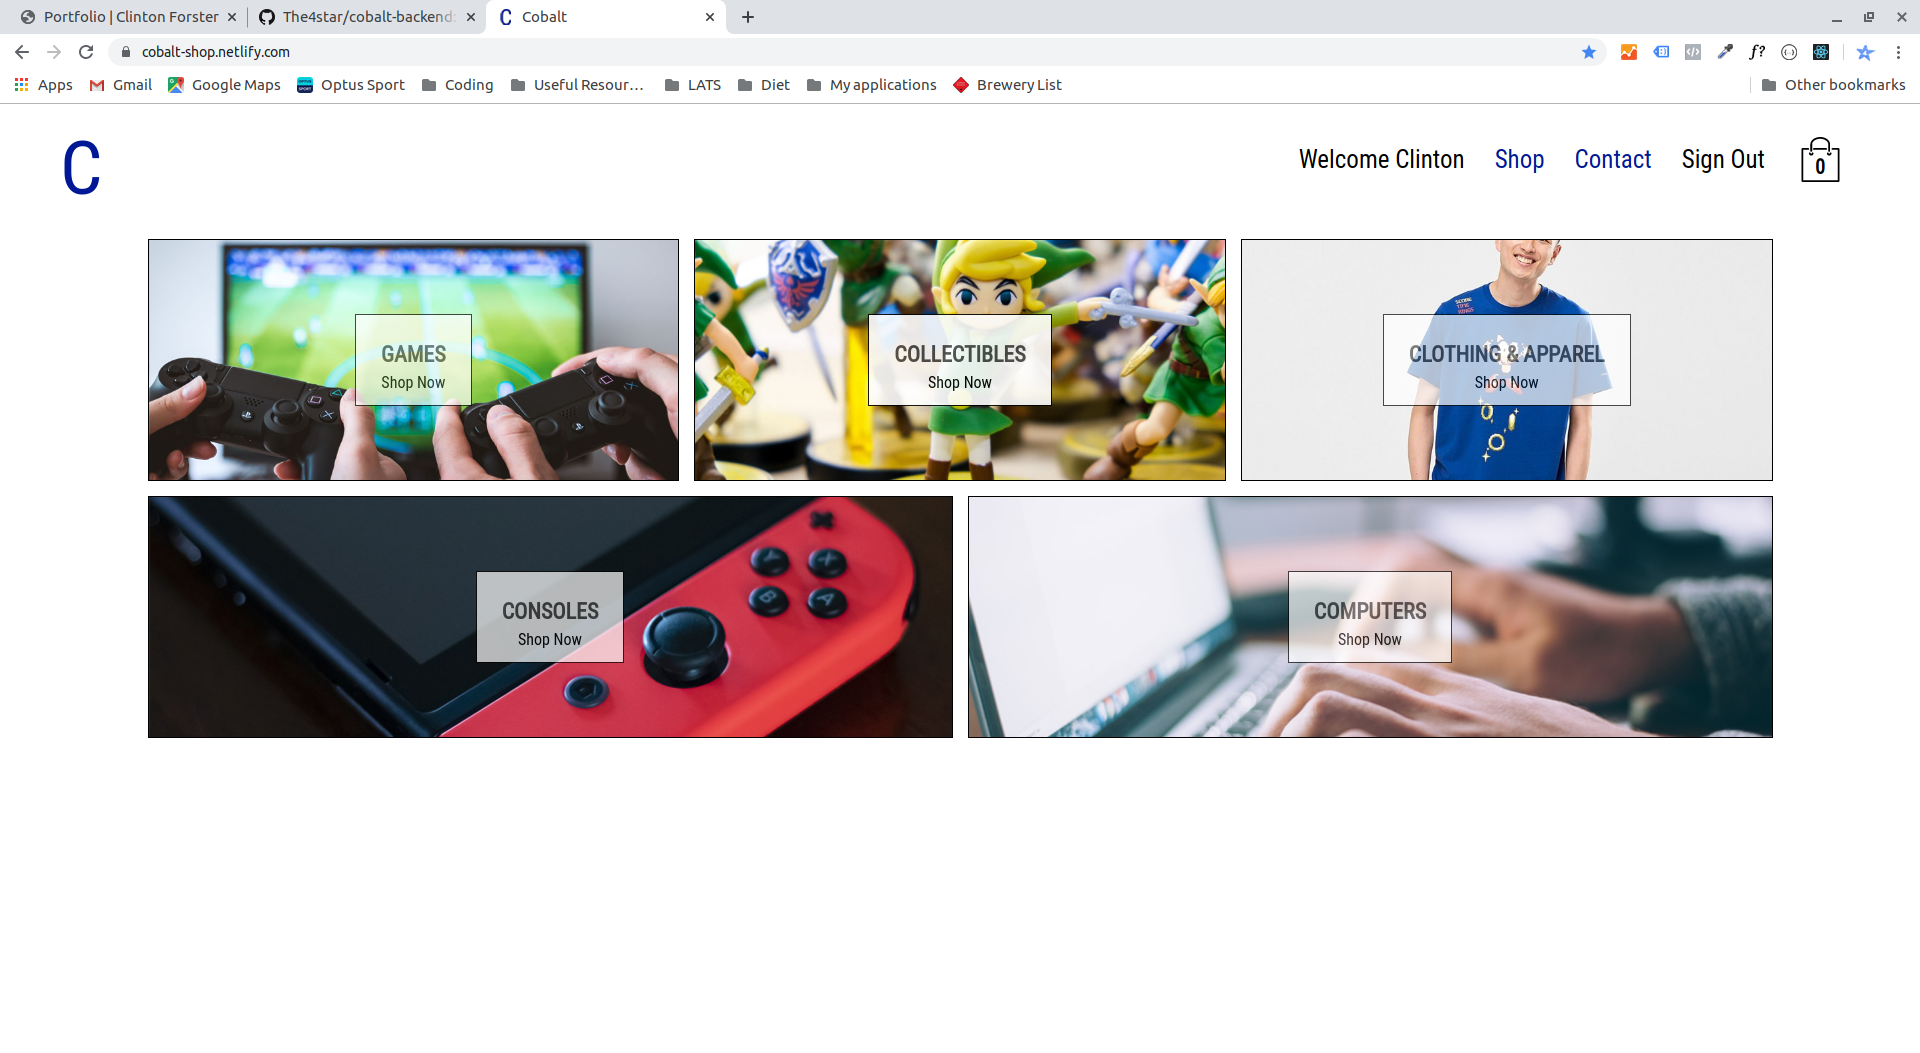 Portfolio | Clinton Forster
The4star/cobalt-backend:
Cobalt
cobalt-shop.netlify.com
f?
Apps
Gmail
Google Maps
OPTUS SPORT
Optus Sport
Coding
Useful Resour…
LATS
Diet
My applications
Brewery List
Other bookmarks
C
Welcome Clinton
Shop
Contact
Sign Out
0
GAMES
Shop Now
COLLECTIBLES
Shop Now
CLOTHING & APPAREL
Shop Now
CONSOLES
Shop Now
Y
X
B
A
COMPUTERS
Shop Now